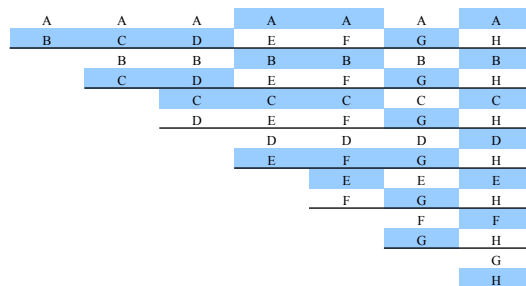 A A A A A A A
B C D E F G H
B B B B B B
C D E F G H
C C C C C
D E F G H
D D D D
E F G H
E E E
F G H
F F
G H
G
H